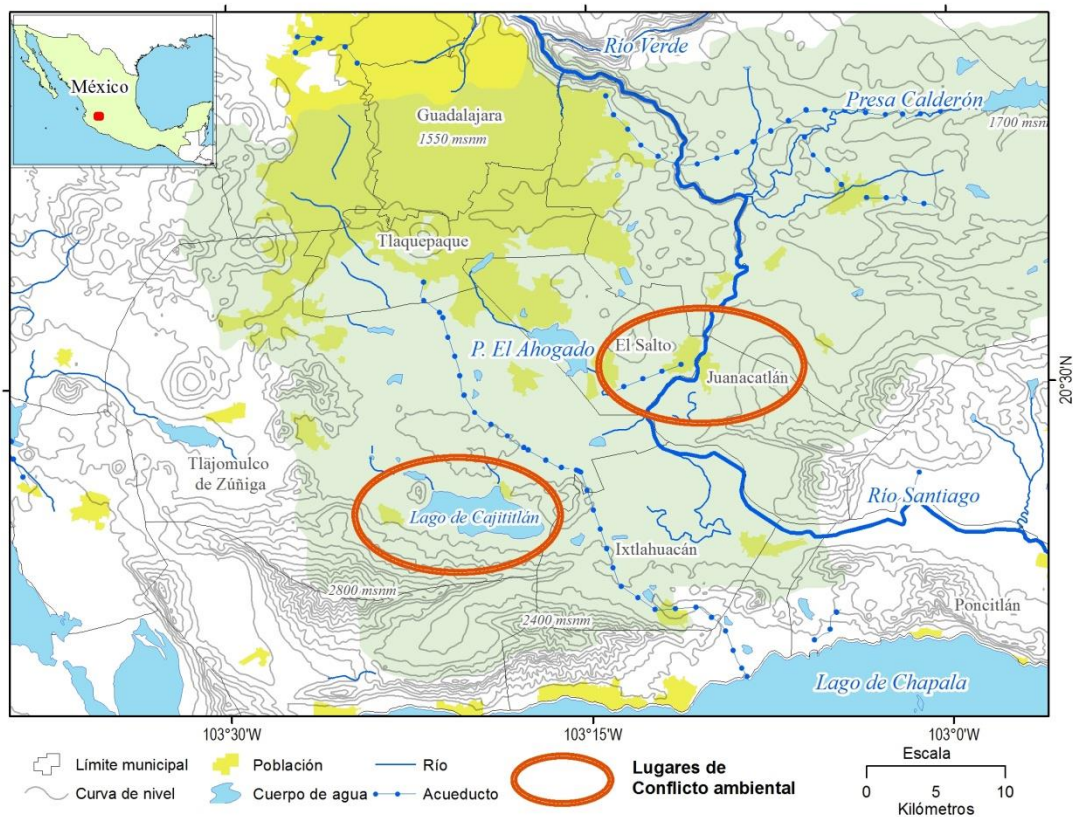 México
Río Verde
Guadalajara
1550 msnm
Presa Calderón
1700 msnm
Tlaquepaque
P. El Ahogado
El Salto
Juanacatlán
20°30'N
Tlajomulco
de Zúñiga
Lago de Cajititlán
Río Santiago
Ixtlahuacán
2800 msnm
2400 msnm
Poncitlán
Lago de Chapala
103°30'W
103°15'W
103°0'W
Límite municipal
Población
Río
Curva de nivel
Cuerpo de agua
Acueducto
Lugares de
Conflicto ambiental
Escala
0 10
Kilómetros